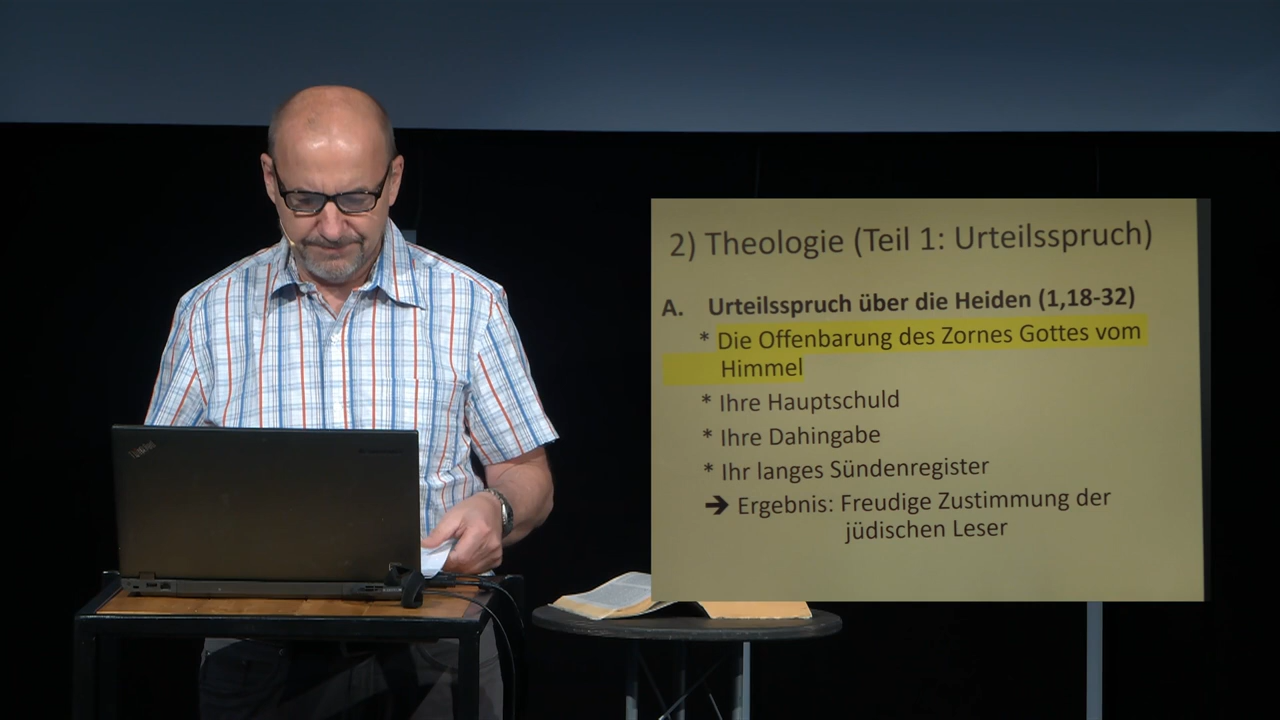 2) Theologie (Teil 1: Urteilsspruch)
A. Urteilsspruch über die Heiden (1,18-32)
* Die Offenbarung des Zornes Gottes vom
Himmel
* Ihre Hauptschuld
* Ihre Dahingabe
* Ihr langes Sündenregister
➔ Ergebnis: Freudige Zustimmung der
jüdischen Leser
ThinkPad